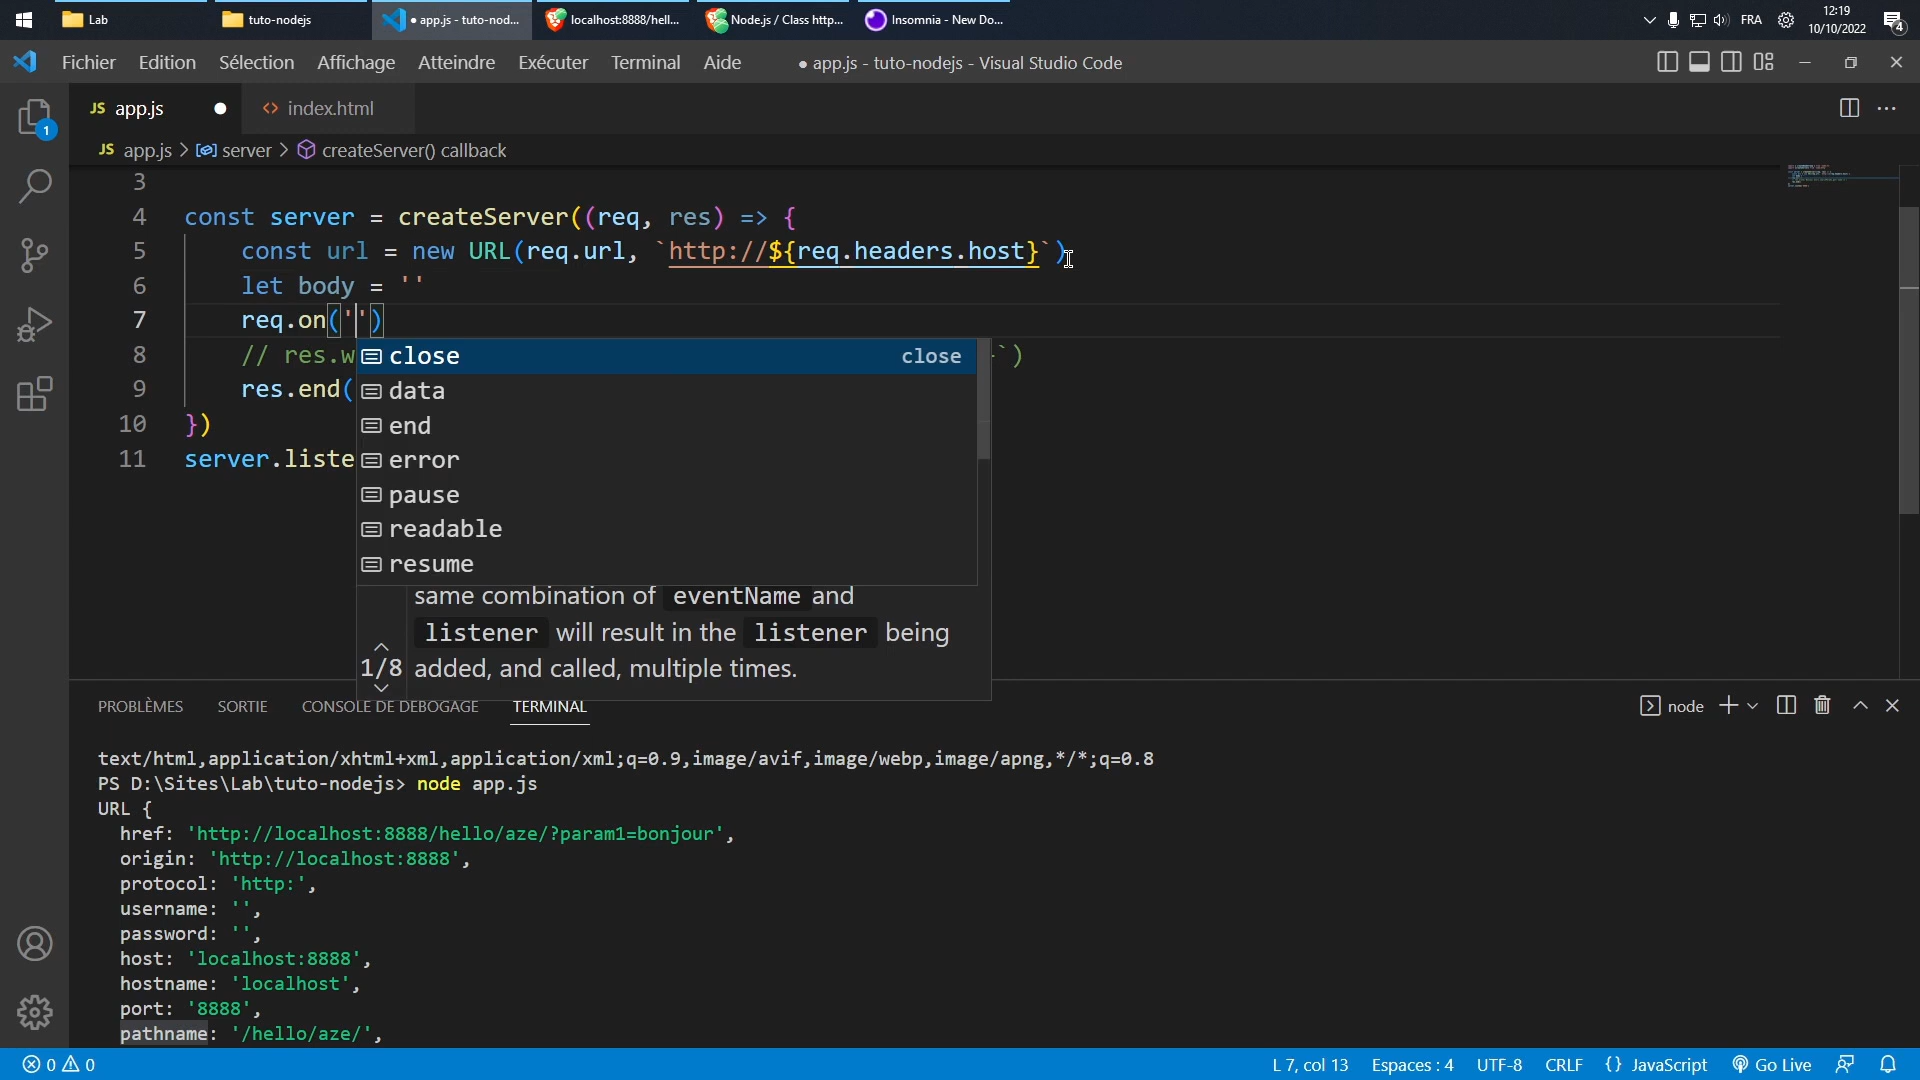 Lab
tuto-nodejs
● app.js - tuto-nod...
localhost:8888/hell...
Node.js / Class http...
Insomnia - New Do...
FRA
12:19
10/10/2022
4
Fichier Edition Sélection Affichage Atteindre Exécuter Terminal Aide
● app.js - tuto-nodejs - Visual Studio Code
JS app.js ●
<> index.html
1
JS app.js > server > createServer() callback
3
4 const server = createServer((req, res) => {
5 const url = new URL(req.url, `http://${req.headers.host}`)
6 let body = ''
7 req.on('')
8 // res.w `)
9 res.end(
10 })
11 server.liste
close close
data
end
error
pause
readable
resume
same combination of eventName and
listener will result in the listener being
1/8 added, and called, multiple times.
PROBLÈMES SORTIE CONSOLE DE DÉBOGAGE TERMINAL
node
text/html,application/xhtml+xml,application/xml;q=0.9,image/avif,image/webp,image/apng,*/*;q=0.8
PS D:\Sites\Lab\tuto-nodejs> node app.js
URL {
href: 'http://localhost:8888/hello/aze/?param1=bonjour',
origin: 'http://localhost:8888',
protocol: 'http:',
username: '',
password: '',
host: 'localhost:8888',
hostname: 'localhost',
port: '8888',
pathname: '/hello/aze/',
0 0
L 7, col 13 Espaces : 4 UTF-8 CRLF {} JavaScript Go Live